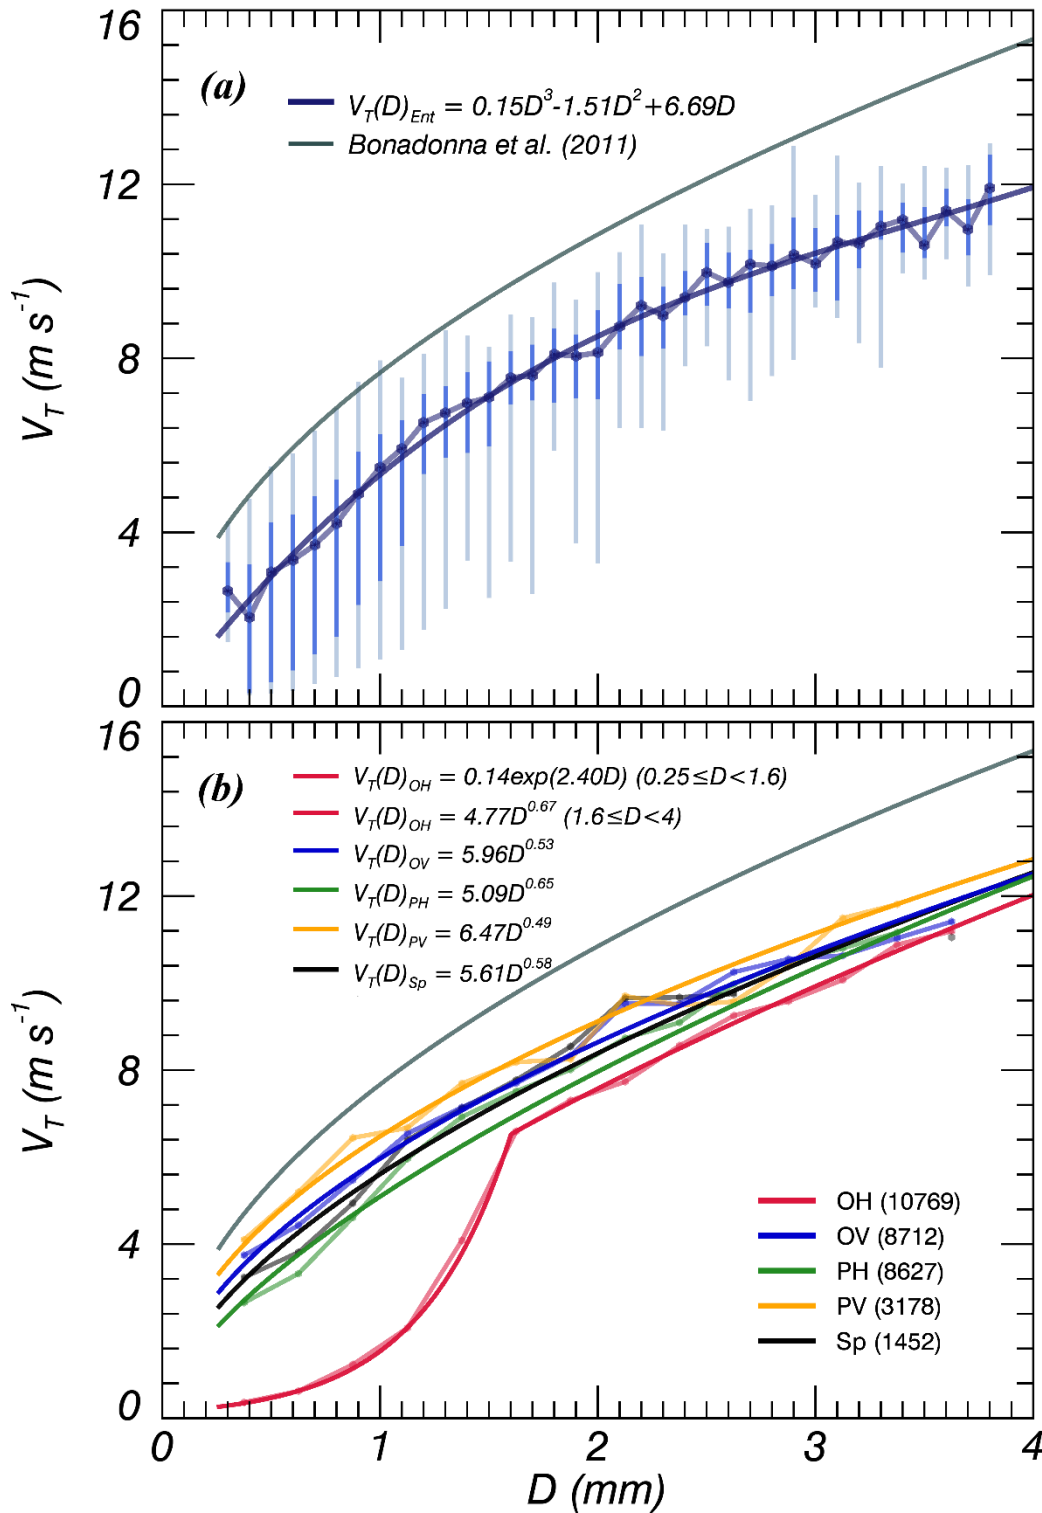 16
(a)
V_T(D)_Ent = 0.15D^3-1.51D^2+6.69D
Bonadonna et al. (2011)
12
8
4
0
V_T (m s^-1)
16
(b)
V_T(D)_OH = 0.14exp(2.40D) (0.25≤D<1.6)
V_T(D)_OH = 4.77D^0.67 (1.6≤D<4)
V_T(D)_OV = 5.96D^0.53
V_T(D)_PH = 5.09D^0.65
V_T(D)_PV = 6.47D^0.49
V_T(D)_Sp = 5.61D^0.58
12
8
4
0
V_T (m s^-1)
OH (10769)
OV (8712)
PH (8627)
PV (3178)
Sp (1452)
0 1 2 3 4
D (mm)